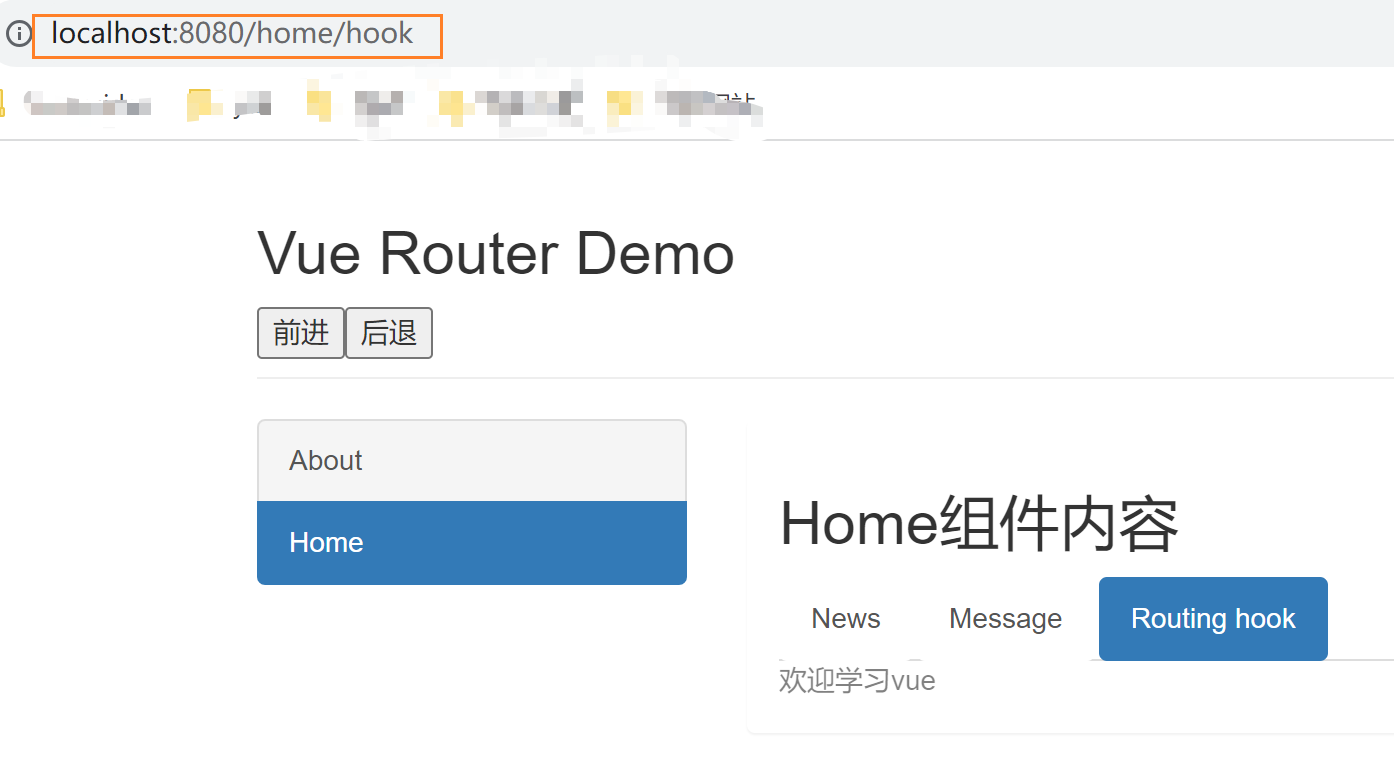 localhost:8080/home/hook
Vue Router Demo
前进 后退
About
Home
Home组件内容
News Message Routing hook
欢迎学习vue